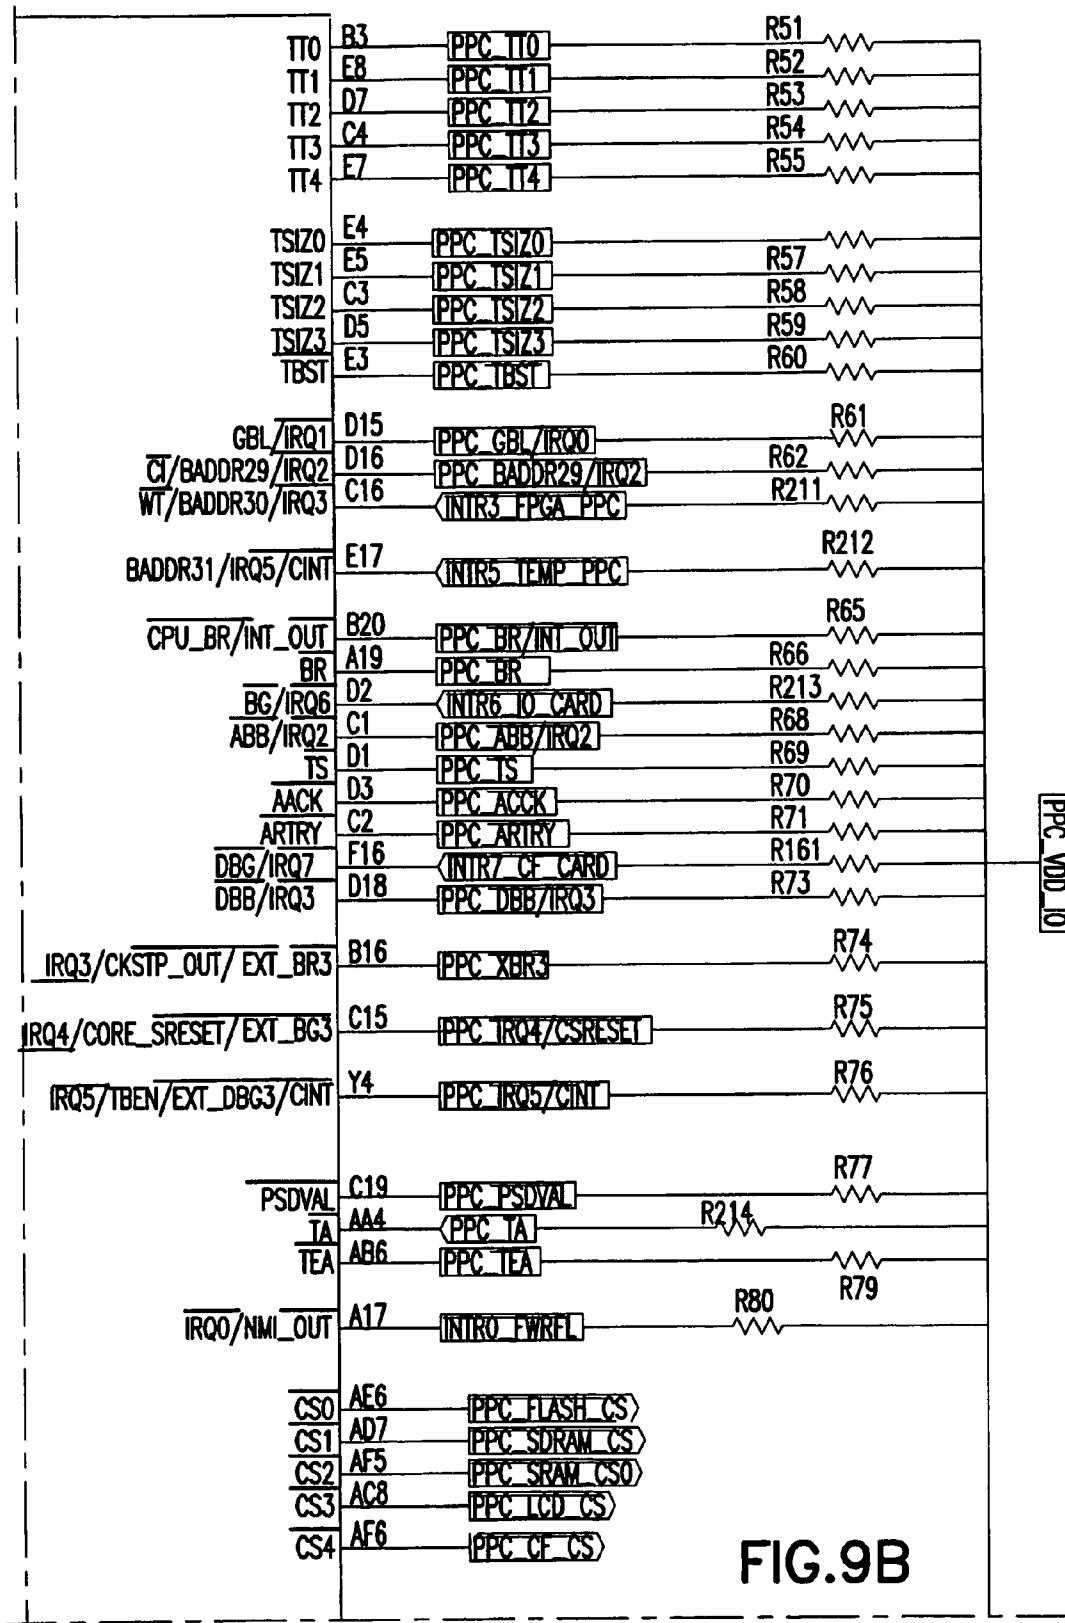 TT0 B3 PPC_TT0 R51
TT1 E8 PPC_TT1 R52
TT2 D7 PPC_TT2 R53
TT3 C4 PPC_TT3 R54
TT4 E7 PPC_TT4 R55
TSIZ0 E4 PPC_TSIZ0
TSIZ1 E5 PPC_TSIZ1 R57
TSIZ2 C3 PPC_TSIZ2 R58
TSIZ3 D5 PPC_TSIZ3 R59
TBST E3 PPC_TBST R60
GBL/IRQ1 D15 PPC_GBL/IRQ0 R61
CI/BADDR29/IRQ2 D16 PPC_BADDR29/IRQ2 R62
WT/BADDR30/IRQ3 C16 INTR3_FPGA_PPC R211
BADDR31/IRQ5/CINT E17 INTR5_TEMP_PPC R212
CPU_BR/INT_OUT B20 PPC_BR/INT_OUT R65
BR A19 PPC_BR R66
BG/IRQ6 D2 INTR6_IO_CARD R213
ABB/IRQ2 C1 PPC_ABB/IRQ2 R68
TS D1 PPC_TS R69
AACK D3 PPC_ACCK R70
ARTRY C2 PPC_ARTRY R71
DBG/IRQ7 F16 INTR7_CF_CARD R161
DBB/IRQ3 D18 PPC_DBB/IRQ3 R73
PPC_VDD_IO
IRQ3/CKSTP_OUT/EXT_BR3 B16 PPC_XBR3 R74
IRQ4/CORE_SRESET/EXT_BG3 C15 PPC_IRQ4/CSRESET R75
IRQ5/TBEN/EXT_DBG3/CINT Y4 PPC_IRQ5/CINT R76
PSDVAL C19 PPC_PSDVAL R77
TA AA4 PPC_TA R214
TEA AB6 PPC_TEA R79
IRQ0/NMI_OUT A17 INTR0_FWRFL R80
CS0 AE6 PPC_FLASH_CS
CS1 AD7 PPC_SDRAM_CS
CS2 AF5 PPC_SRAM_CS0
CS3 AC8 PPC_LCD_CS
CS4 AF6 PPC_CF_CS
FIG.9B